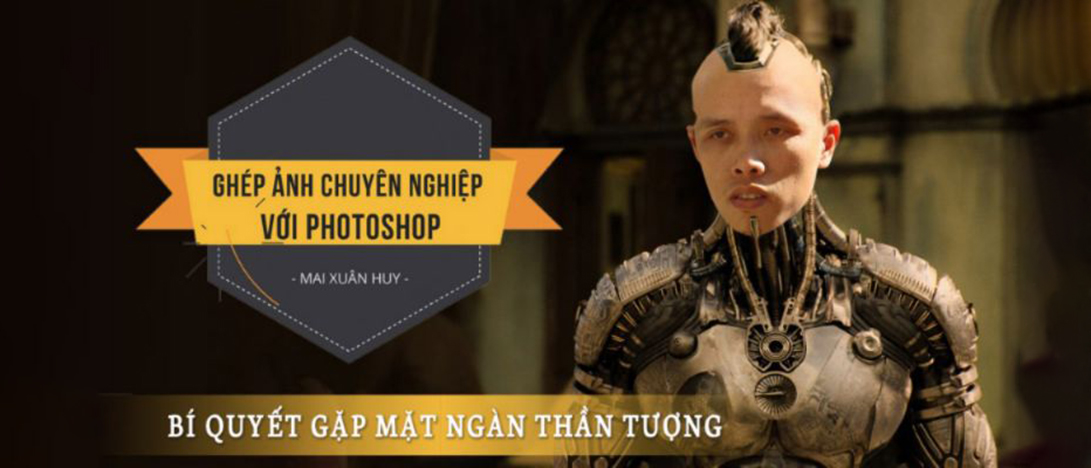 GHÉP ẢNH CHUYÊN NGHIỆP
VỚI PHOTOSHOP
- MAI XUÂN HUY -
BÍ QUYẾT GẶP MẶT NGÀN THẦN TƯỢNG